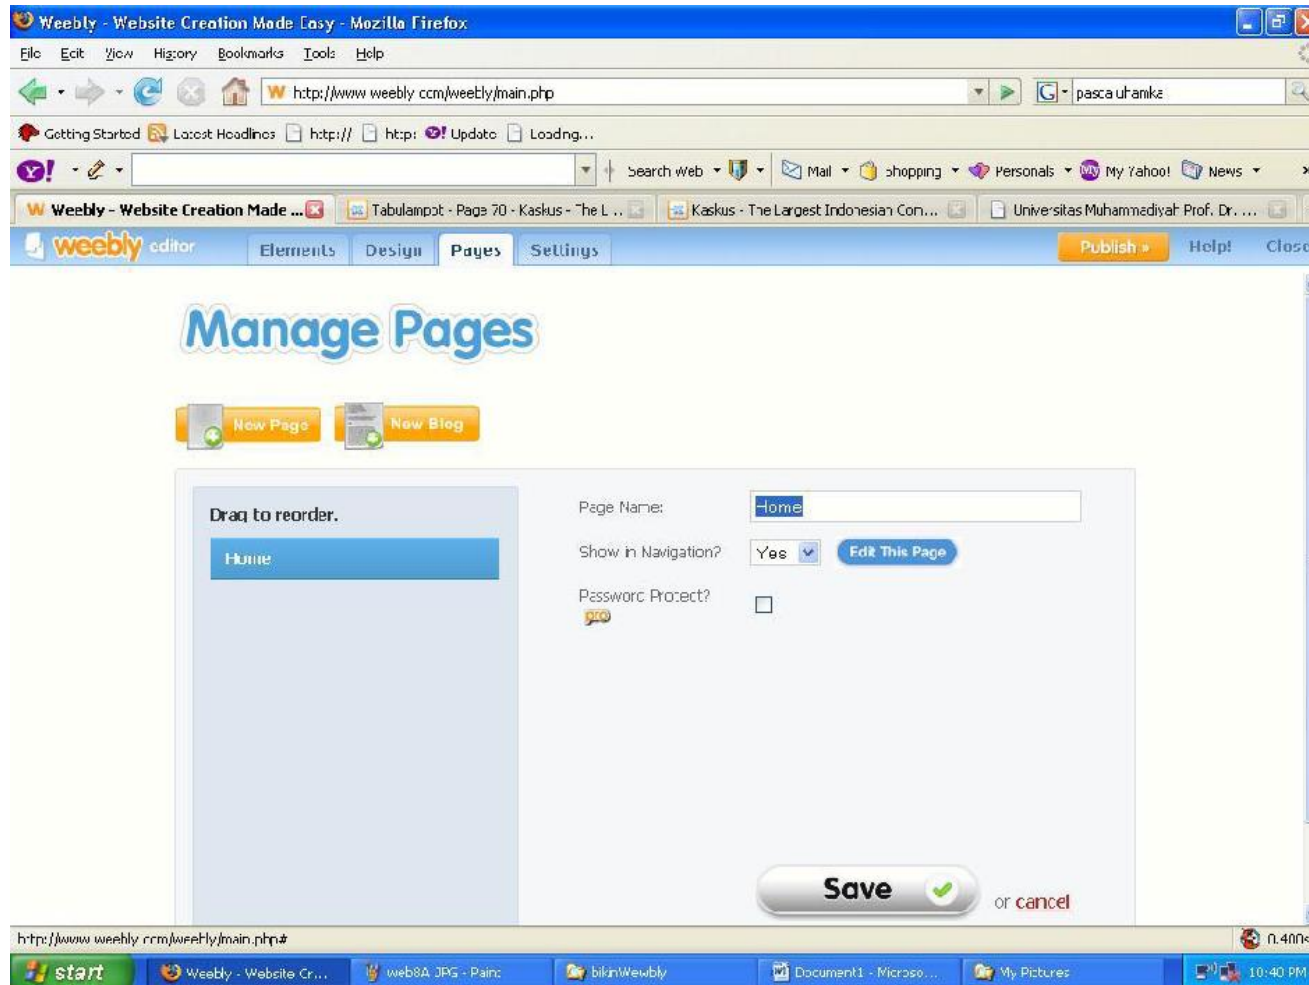 Weebly - Website Creation Made Easy - Mozilla Firefox
File Edit View History Bookmarks Tools Help
http://www.weebly.com/weebly/main.php pasca uhamka
Getting Started Latest Headlines http:// http: Update Loading...
Search Web Mail Shopping Personals My Yahoo! News
Weebly - Website Creation Made ... Tabulampot - Page 70 - Kaskus - The L... Kaskus - The Largest Indonesian Com... Universitas Muhammadiyah Prof. Dr. ...
weebly editor Elements Design Pages Settings Publish » Help! Close
Manage Pages
New Page New Blog
Drag to reorder.
Home
Page Name: Home
Show in Navigation? Yes Edit This Page
Password Protect?
pro
Save or cancel
http://www.weebly.com/weebly/main.php# 0.400s
start Weebly - Website Cr... web8A JPG - Paint bikinWewbly Document1 - Microso... My Pictures 10:40 PM